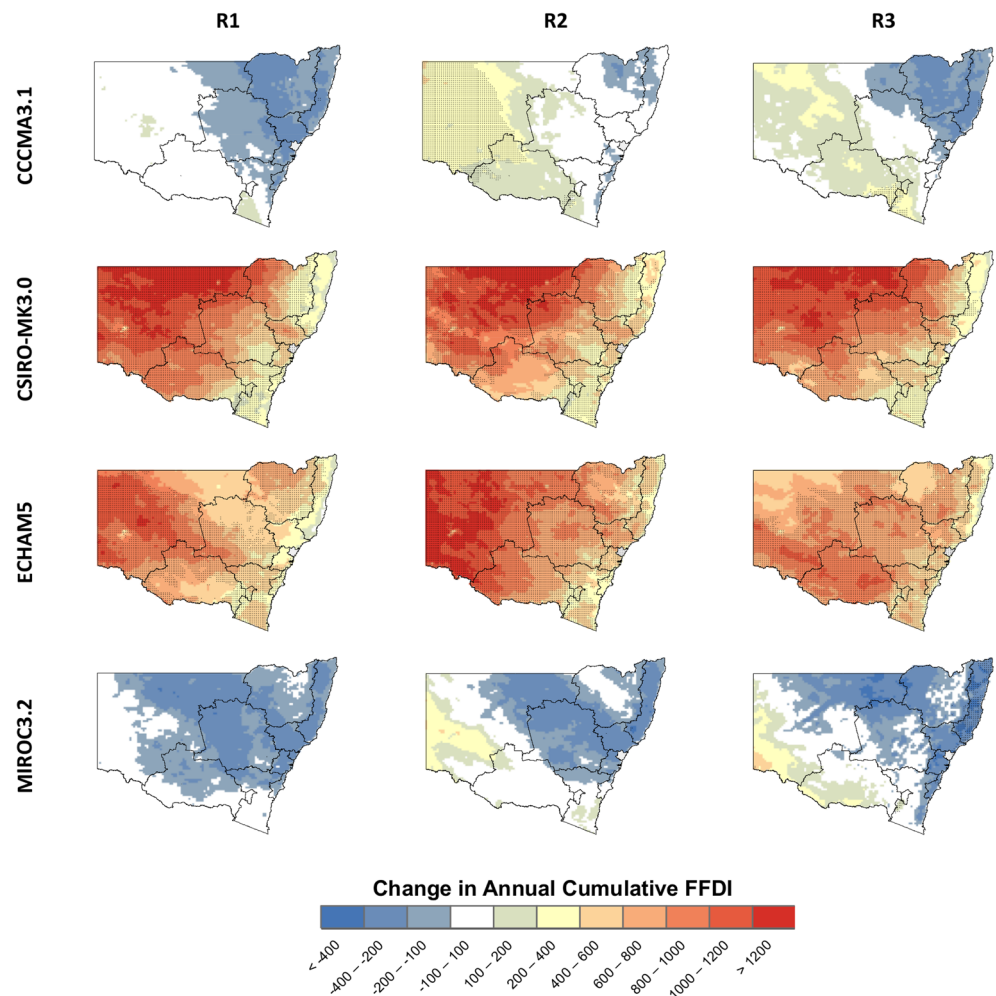 R1 R2 R3
CCCMA3.1
CSIRO-MK3.0
ECHAM5
MIROC3.2
Change in Annual Cumulative FFDI
< -400 -400 – -200 -200 – -100 -100 – 100 100 – 200 200 – 400 400 – 600 600 – 800 800 – 1000 1000 – 1200 > 1200